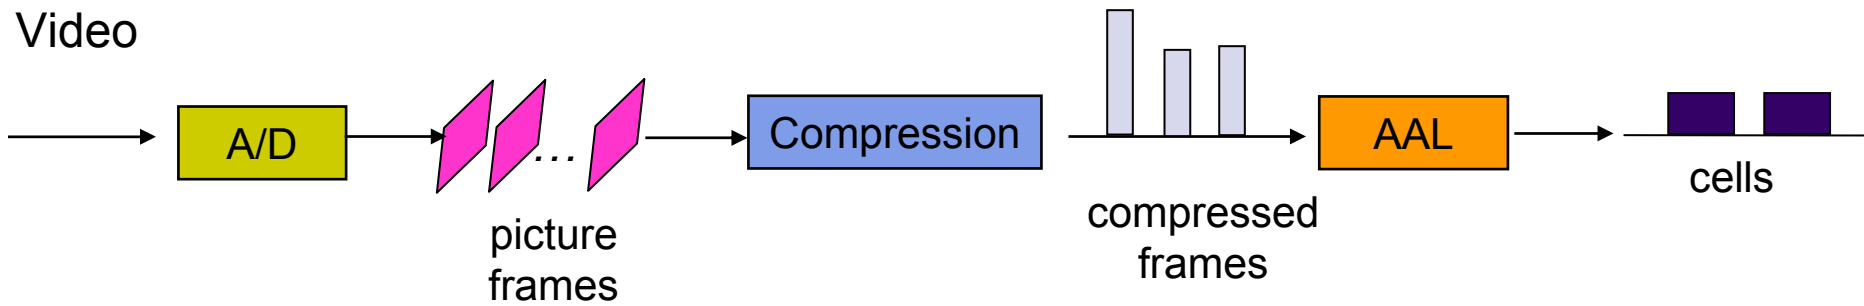 Video
A/D
...
picture
frames
Compression
compressed
frames
AAL
cells